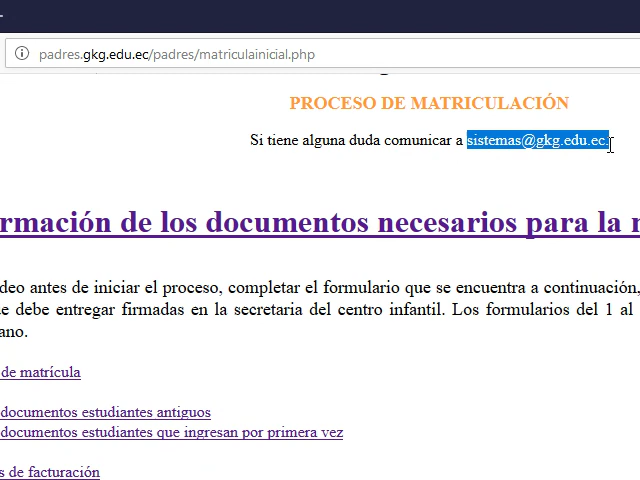 padres.gkg.edu.ec/padres/matriculainicial.php
PROCESO DE MATRICULACIÓN
Si tiene alguna duda comunicar a sistemas@gkg.edu.ec.
rmación de los documentos necesarios para la
deo antes de iniciar el proceso, completar el formulario que se encuentra a continuación,
e debe entregar firmadas en la secretaria del centro infantil. Los formularios del 1 al
ano.
de matrícula
documentos estudiantes antiguos
documentos estudiantes que ingresan por primera vez
s de facturación